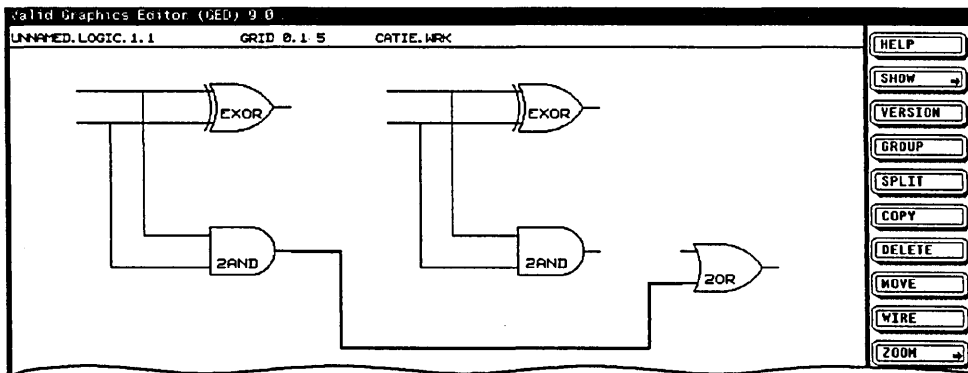 Valid Graphics Editor (GED) 9.0
UNNAMED.LOGIC.1.1 GRID 0.1 5 CATIE.WRK
HELP
SHOW
VERSION
GROUP
SPLIT
COPY
DELETE
MOVE
WIRE
ZOOM
EXOR
EXOR
2AND
2AND
2OR